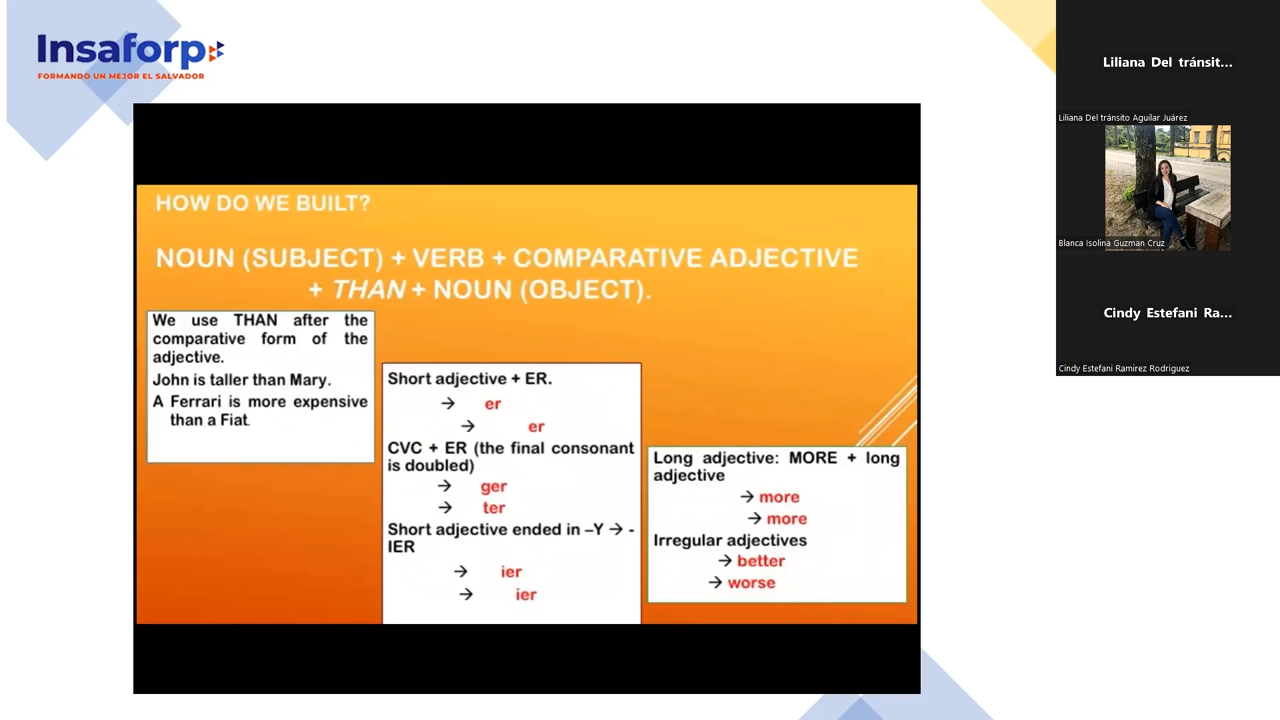 Insaforp
FORMANDO UN MEJOR EL SALVADOR
HOW DO WE BUILT?
NOUN (SUBJECT) + VERB + COMPARATIVE ADJECTIVE
+ THAN + NOUN (OBJECT).
We use THAN after the
comparative form of the
adjective.
John is taller than Mary.
A Ferrari is more expensive
than a Fiat.
Short adjective + ER.
→ er
→ er
CVC + ER (the final consonant
is doubled)
→ ger
→ ter
Short adjective ended in –Y → -
IER
→ ier
→ ier
Long adjective: MORE + long
adjective
→ more
→ more
Irregular adjectives
→ better
→ worse
Liliana Del tránsit...
Liliana Del tránsito Aguilar Juárez
Blanca Isolina Guzman Cruz
Cindy Estefani Ra...
Cindy Estefani Ramirez Rodriguez